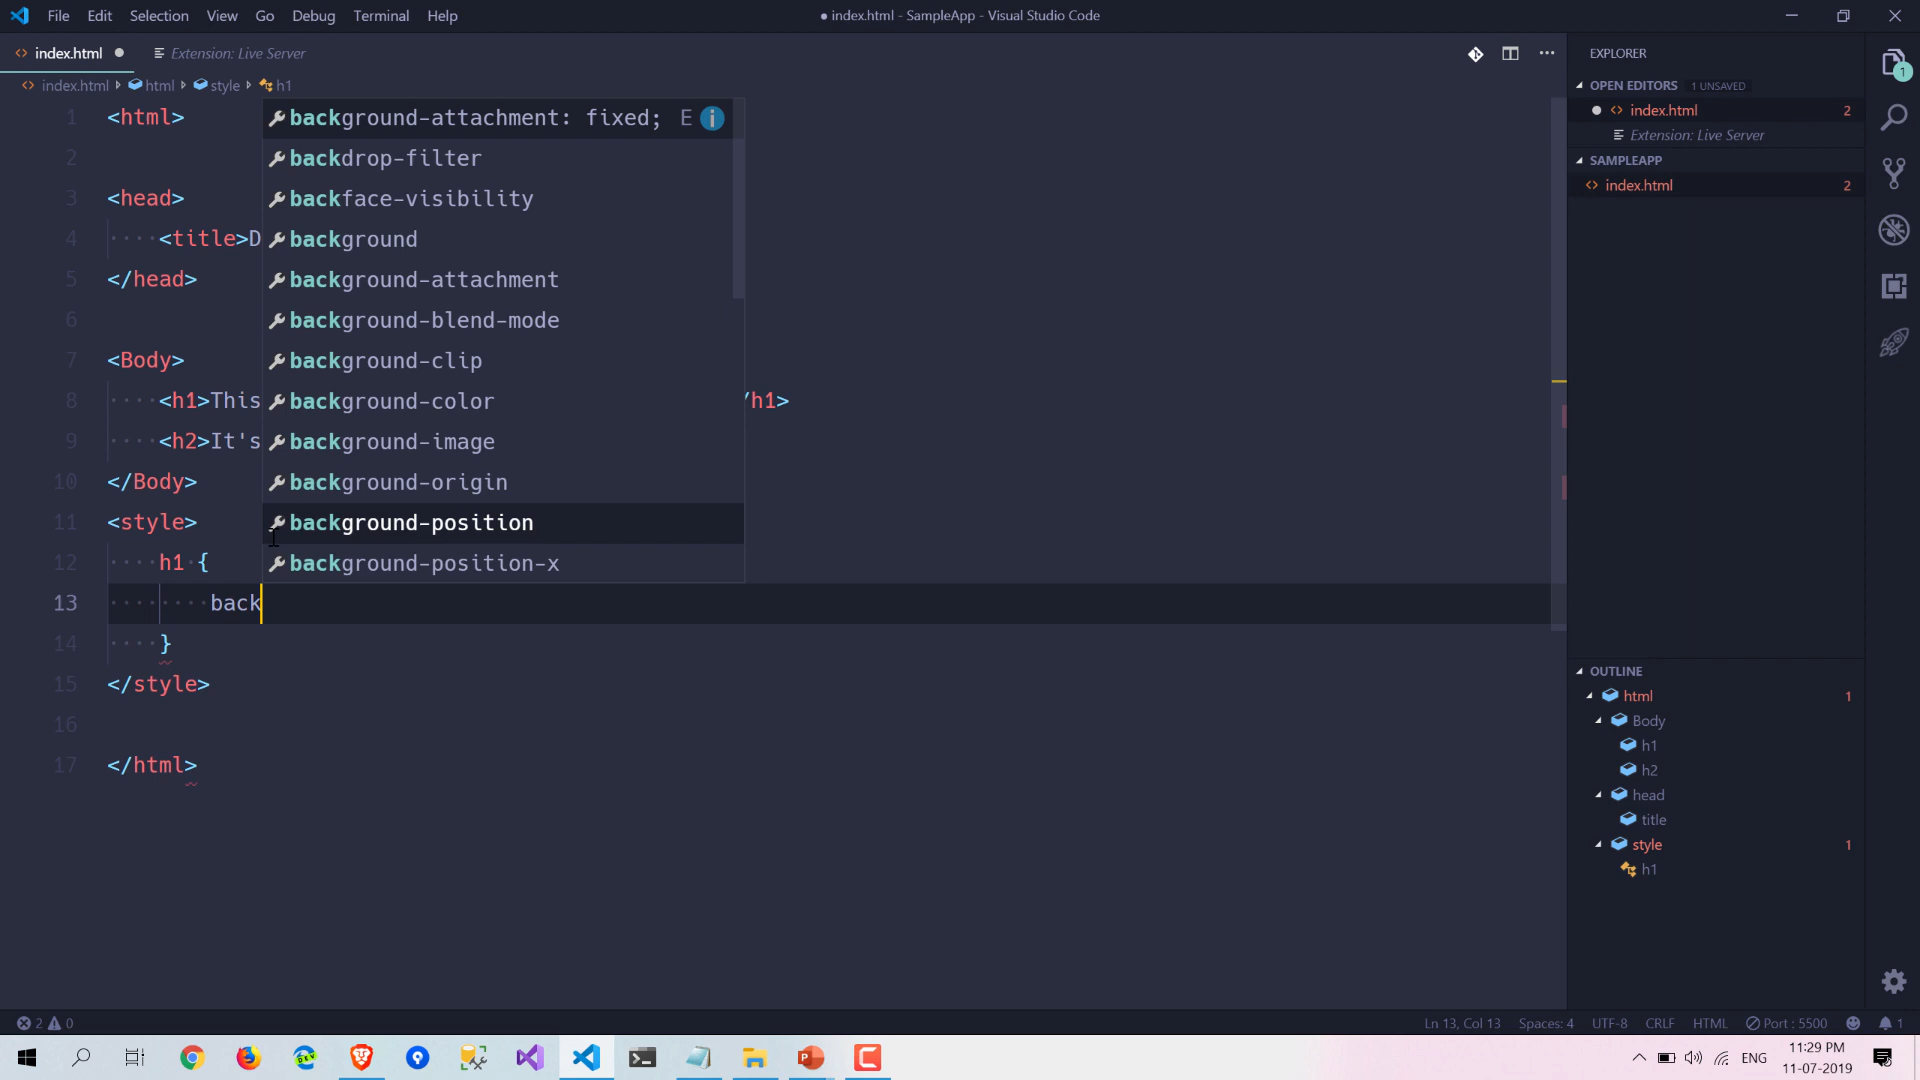 File Edit Selection View Go Debug Terminal Help
● index.html - SampleApp - Visual Studio Code
index.html ●
Extension: Live Server
index.html html style h1
1 <html>
2
3 <head>
4 ····<title>D
5 </head>
6
7 <Body>
8 ····<h1>This /h1>
9 ····<h2>It's
10 </Body>
11 <style>
12 ····h1·{
13 ········back
14 ····}
15 </style>
16
17 </html>
background-attachment: fixed; E
backdrop-filter
backface-visibility
background
background-attachment
background-blend-mode
background-clip
background-color
background-image
background-origin
background-position
background-position-x
EXPLORER
OPEN EDITORS 1 UNSAVED
index.html 2
Extension: Live Server
SAMPLEAPP
index.html 2
OUTLINE
html 1
Body
h1
h2
head
title
style 1
h1
1
2 0
Ln 13, Col 13 Spaces: 4 UTF-8 CRLF HTML Port : 5500 1
DEV
ENG
11:29 PM
11-07-2019